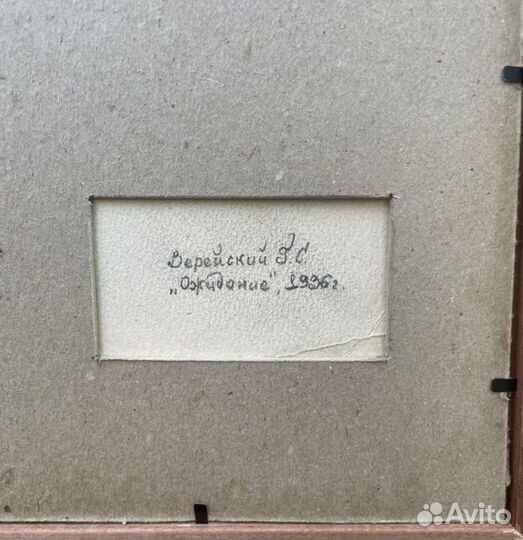 Верейский Г.С
„Ожидание", 1936г.
Avito